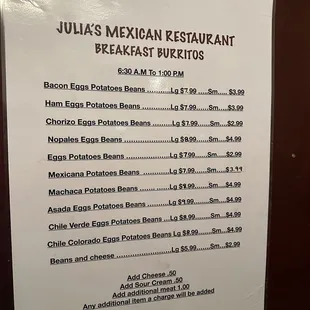 JULIA'S MEXICAN RESTAURANT
BREAKFAST BURRITOS
6:30 A.M To 1:00 P.M
Bacon Eggs Potatoes Beans ...........Lg $7.99 .....Sm.....$3.99
Ham Eggs Potatoes Beans ............Lg $7.99......Sm....$3.99
Chorizo Eggs Potatoes Beans ........Lg $7.99......Sm....$2.99
Nopales Eggs Beans ....................Lg $8.99......Sm....$4.99
Eggs Potatoes Beans ...................Lg $7.99......Sm....$2.99
Mexicana Potatoes Beans .............Lg $7.99......Sm....$3.99
Machaca Potatoes Beans ..............Lg $9.99......Sm....$4.99
Asada Eggs Potatoes Beans ..........Lg $9.99......Sm....$4.99
Chile Verde Eggs Potatoes Beans ...Lg $8.99......Sm....$4.99
Chile Colorado Eggs Potatoes Beans Lg $8.99......Sm....$4.99
Beans and cheese ......................Lg $5.99......Sm....$2.99
Add Cheese .50
Add Sour Cream .50
Add additional meat 1.00
Any additional item a charge will be added